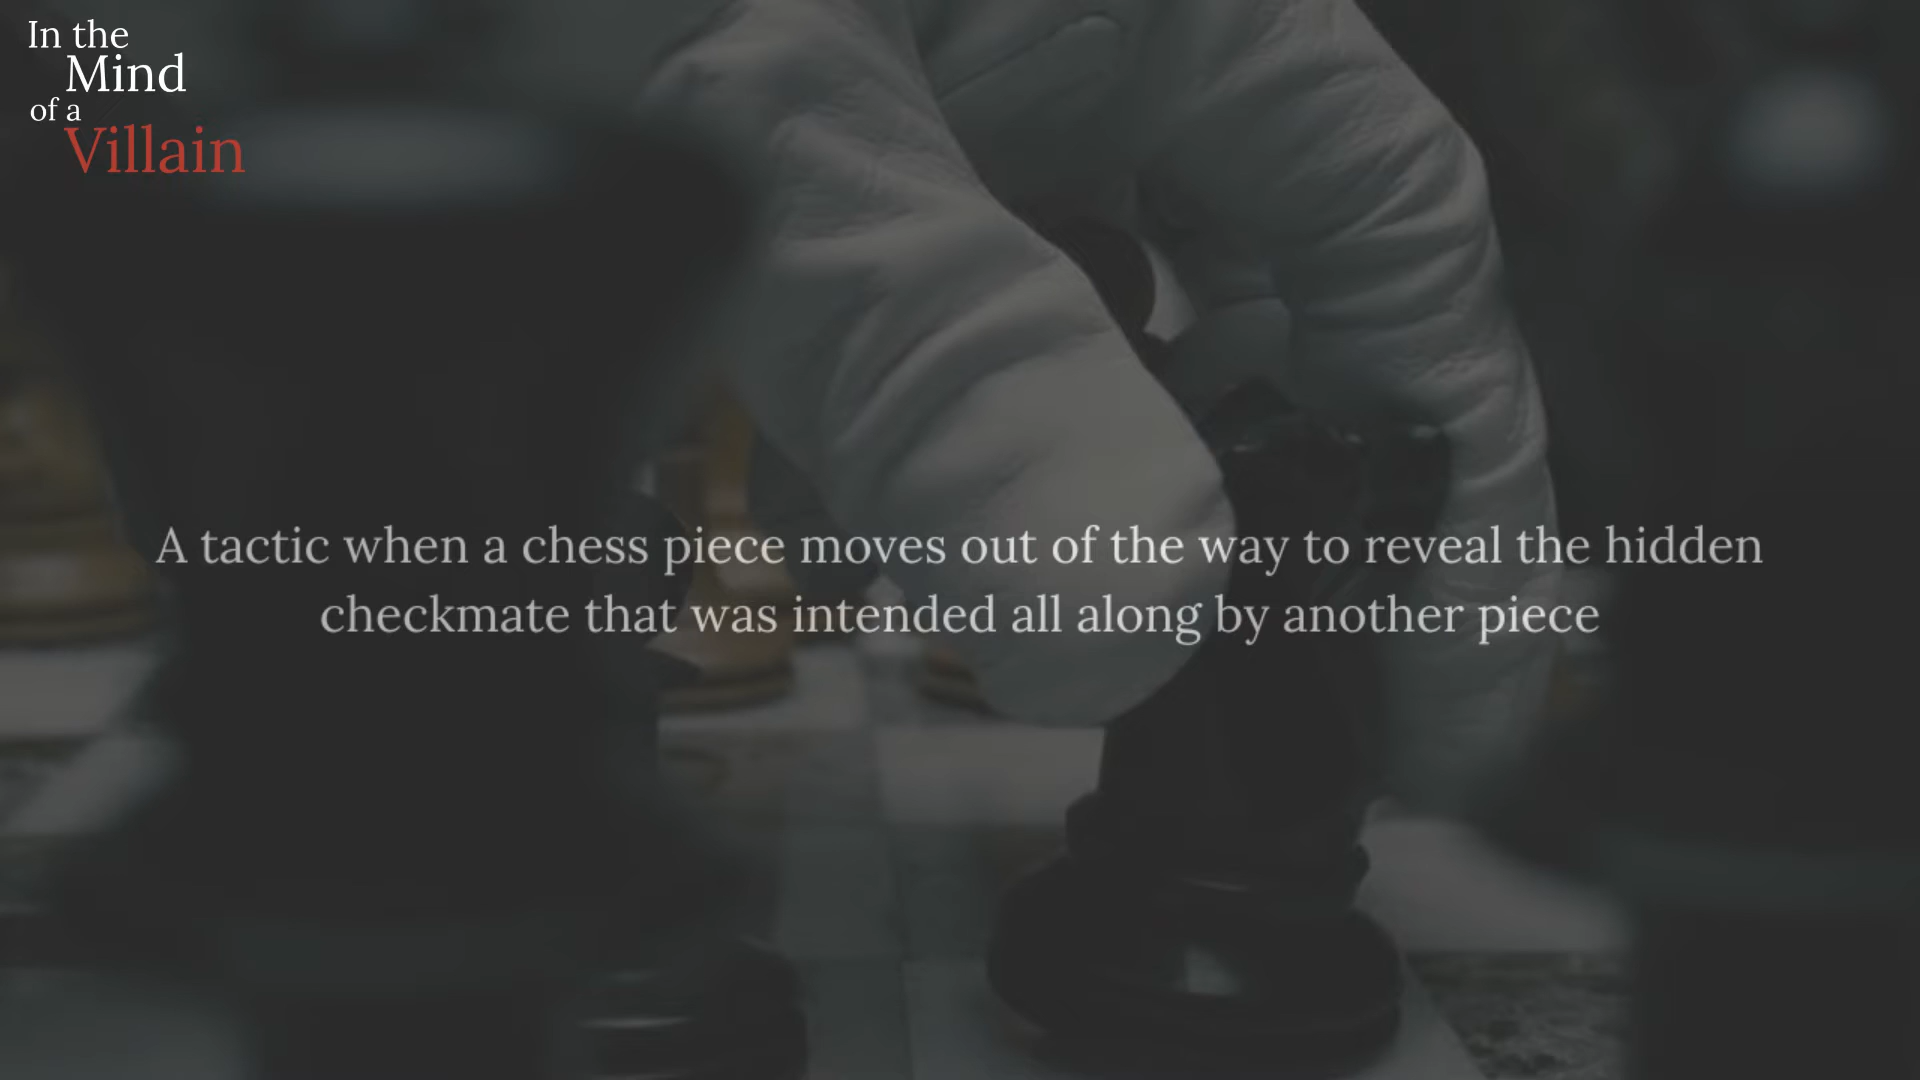 In the
Mind
of a
Villain
A tactic when a chess piece moves out of the way to reveal the hidden
checkmate that was intended all along by another piece